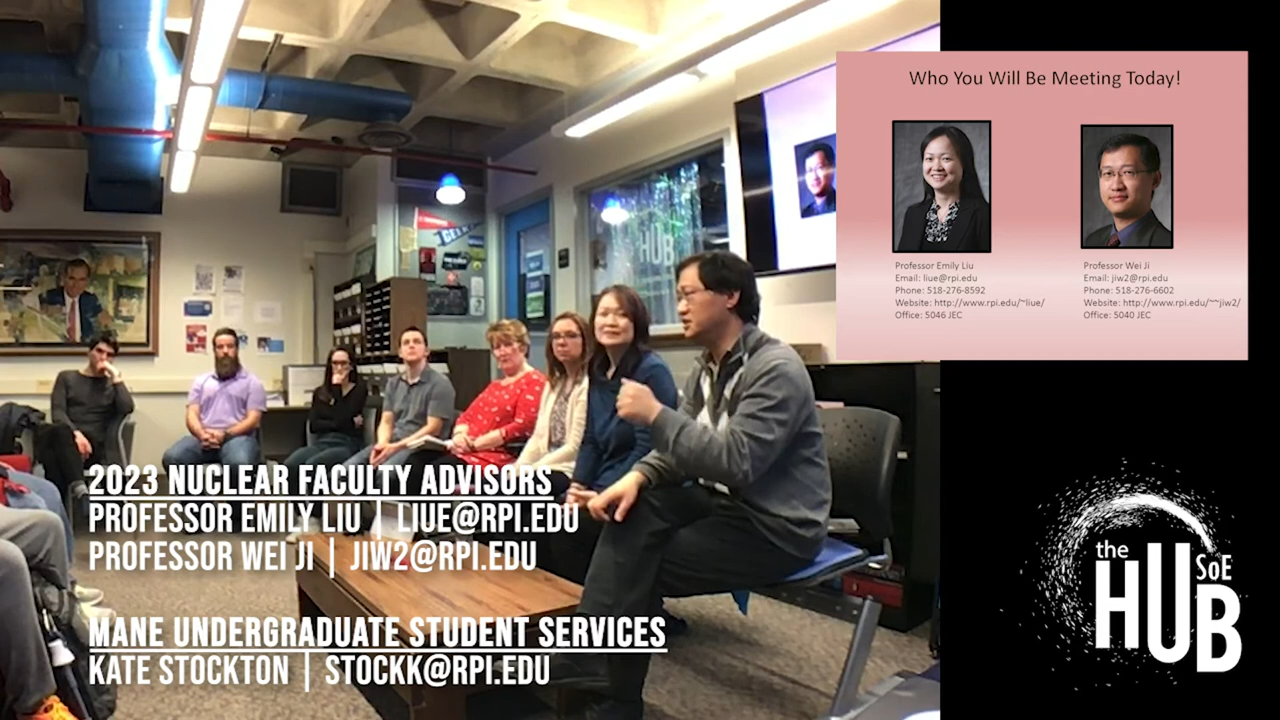 Who You Will Be Meeting Today!
Professor Emily Liu
Email: liue@rpi.edu
Phone: 518-276-8592
Website: http://www.rpi.edu/~liue/
Office: 5046 JEC
Professor Wei Ji
Email: jiw2@rpi.edu
Phone: 518-276-6602
Website: http://www.rpi.edu/~~jiw2/
Office: 5040 JEC
HUB
2023 NUCLEAR FACULTY ADVISORS
PROFESSOR EMILY LIU | LIUE@RPI.EDU
PROFESSOR WEI JI | JIW2@RPI.EDU
MANE UNDERGRADUATE STUDENT SERVICES
KATE STOCKTON | STOCKK@RPI.EDU
the
HUB
SoE